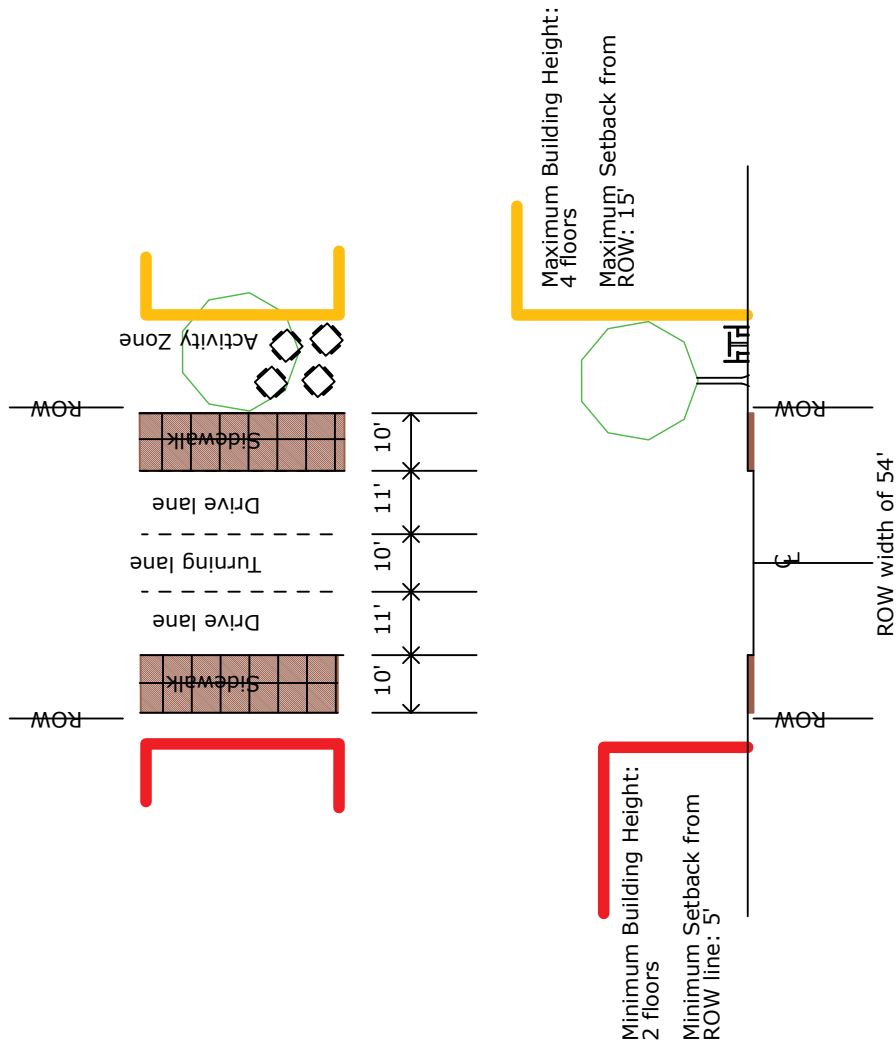 ROW
Sidewalk
Drive lane
Turning lane
Drive lane
Sidewalk
Activity Zone
ROW
10'
11'
10'
11'
10'
Minimum Building Height:
2 floors
Minimum Setback from
ROW line: 5'
Maximum Building Height:
4 floors
Maximum Setback from
ROW: 15'
ROW
CL
ROW
ROW width of 54'